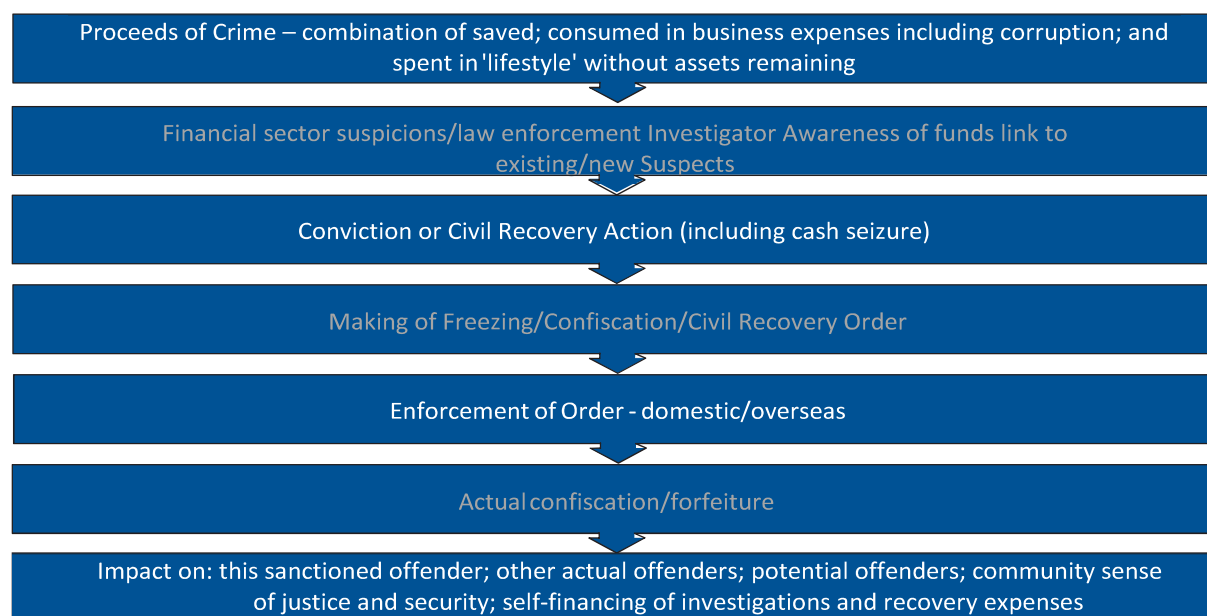 Proceeds of Crime – combination of saved; consumed in business expenses including corruption; and
spent in 'lifestyle' without assets remaining
Financial sector suspicions/law enforcement Investigator Awareness of funds link to
existing/new Suspects
Conviction or Civil Recovery Action (including cash seizure)
Making of Freezing/Confiscation/Civil Recovery Order
Enforcement of Order - domestic/overseas
Actual confiscation/forfeiture
Impact on: this sanctioned offender; other actual offenders; potential offenders; community sense
of justice and security; self-financing of investigations and recovery expenses